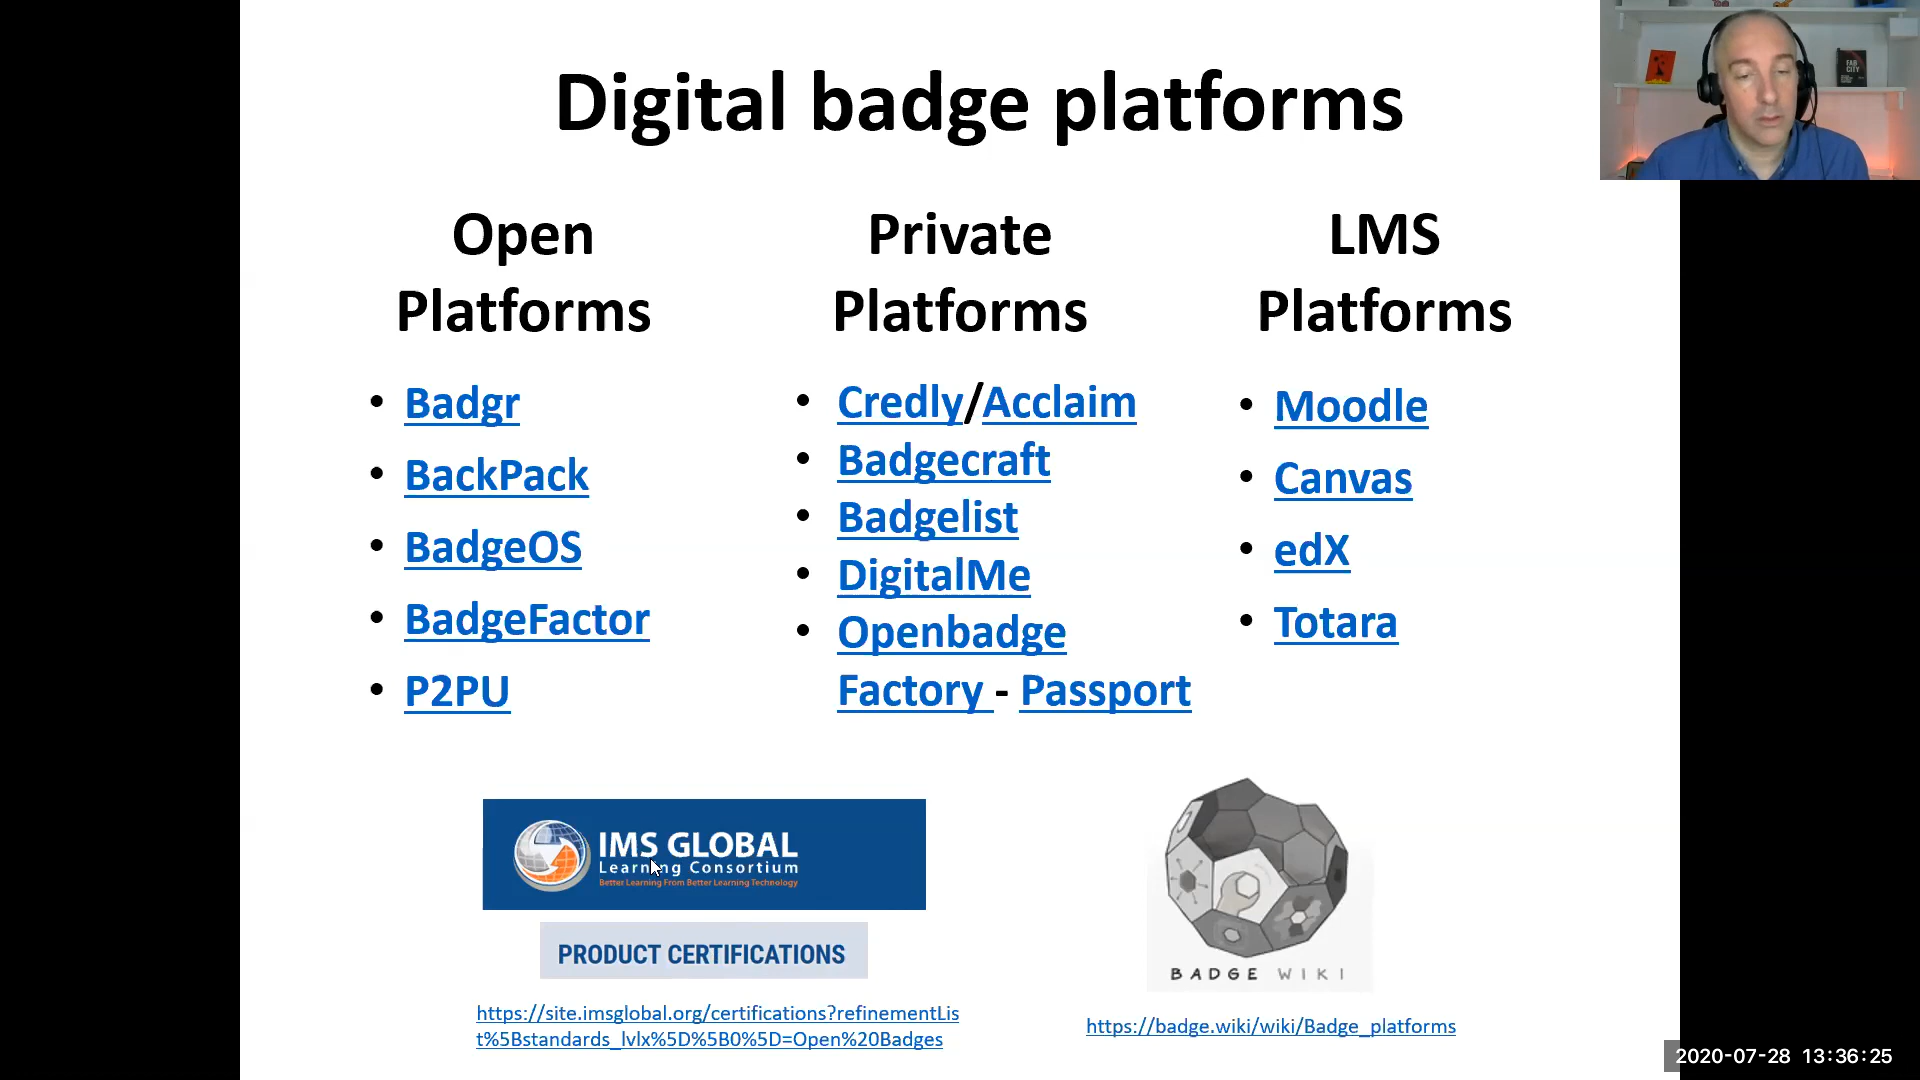 Digital badge platforms
Open
Platforms
• Badgr
• BackPack
• BadgeOS
• BadgeFactor
• P2PU
Private
Platforms
• Credly/Acclaim
• Badgecraft
• Badgelist
• DigitalMe
• Openbadge
Factory - Passport
LMS
Platforms
• Moodle
• Canvas
• edX
• Totara
IMS GLOBAL
Learning Consortium
Better Learning From Better Learning Technology
PRODUCT CERTIFICATIONS
https://site.imsglobal.org/certifications?refinementLis
t%5Bstandards_lvlx%5D%5B0%5D=Open%20Badges
BADGE WIKI
https://badge.wiki/wiki/Badge_platforms
FAB
CITY
2020-07-28 13:36:25